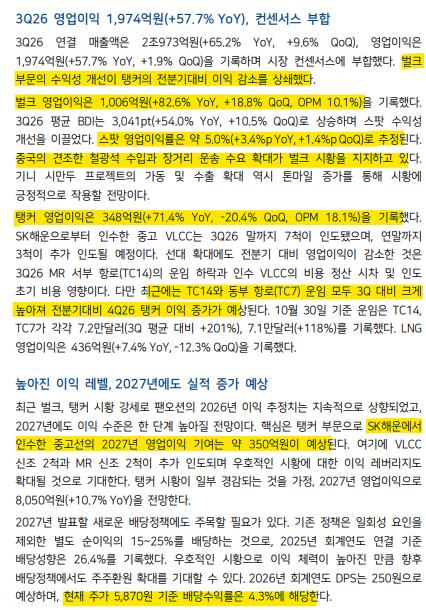 3Q26 영업이익 1,974억원(+57.7% YoY), 컨센서스 부합
3Q26 연결 매출액은 2조973억원(+65.2% YoY, +9.6% QoQ), 영업이익은
1,974억원(+57.7% YoY, +1.9% QoQ)을 기록하며 시장 컨센서스에 부합했다. 벌크
부문의 수익성 개선이 탱커의 전분기대비 이익 감소를 상쇄했다.
벌크 영업이익은 1,006억원(+82.6% YoY, +18.8% QoQ, OPM 10.1%)을 기록했다.
3Q26 평균 BDI는 3,041pt(+54.0% YoY, +10.5% QoQ)로 상승하며 스팟 수익성
개선을 이끌었다. 스팟 영업이익률은 약 5.0%(+3.4%p YoY, +1.4%p QoQ)로 추정된다.
중국의 견조한 철광석 수입과 장거리 운송 수요 확대가 벌크 시황을 지지하고 있다.
기니 시만두 프로젝트의 가동 및 수출 확대 역시 톤마일 증가를 통해 시황에
긍정적으로 작용할 전망이다.
탱커 영업이익은 348억원(+71.4% YoY, -20.4% QoQ, OPM 18.1%)을 기록했다.
SK해운으로부터 인수한 중고 VLCC는 3Q26 말까지 7척이 인도됐으며, 연말까지
3척이 추가 인도될 예정이다. 선대 확대에도 전분기 대비 영업이익이 감소한 것은
3Q26 MR 서부 항로(TC14)의 운임 하락과 인수 VLCC의 비용 정산 시차 및 인도
초기 비용 영향이다. 다만 최근에는 TC14와 동부 항로(TC7) 운임 모두 3Q 대비 크게
높아져 전분기대비 4Q26 탱커 이익 증가가 예상된다. 10월 30일 기준 운임은 TC14,
TC7가 각각 7.2만달러(3Q 평균 대비 +201%), 7.1만달러(+118%)를 기록했다. LNG
영업이익은 436억원(+7.4% YoY, -12.3% QoQ)을 기록했다.
높아진 이익 레벨, 2027년에도 실적 증가 예상
최근 벌크, 탱커 시황 강세로 팬오션의 2026년 이익 추정치는 지속적으로 상향되었고,
2027년에도 이익 수준은 한 단계 높아질 전망이다. 핵심은 탱커 부문으로 SK해운에서
인수한 중고선의 2027년 영업이익 기여는 약 350억원이 예상된다. 여기에 VLCC
신조 2척과 MR 신조 2척이 추가 인도되며 우호적인 시황에 대한 이익 레버리지도
확대될 것으로 기대한다. 탱커 시황이 일부 경감되는 것을 가정, 2027년 영업이익으로
8,050억원(+10.7% YoY)을 전망한다.
2027년 발표할 새로운 배당정책에도 주목할 필요가 있다. 기존 정책은 일회성 요인을
제외한 별도 순이익의 15~25%를 배당하는 것으로, 2025년 회계연도 연결 기준
배당성향은 26.4%를 기록했다. 우호적인 시황으로 이익 체력이 높아진 만큼 향후
배당정책에서도 주주환원 확대를 기대할 수 있다. 2026년 회계연도 DPS는 250원으로
예상하며, 현재 주가 5,870원 기준 배당수익률은 4.3%에 해당한다.